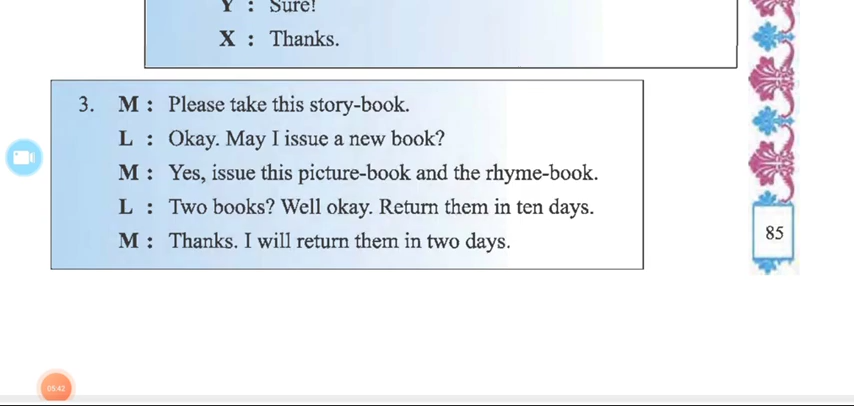 Y : Sure!
X : Thanks.
3. M : Please take this story-book.
L : Okay. May I issue a new book?
M : Yes, issue this picture-book and the rhyme-book.
L : Two books? Well okay. Return them in ten days.
M : Thanks. I will return them in two days.
85
05:42